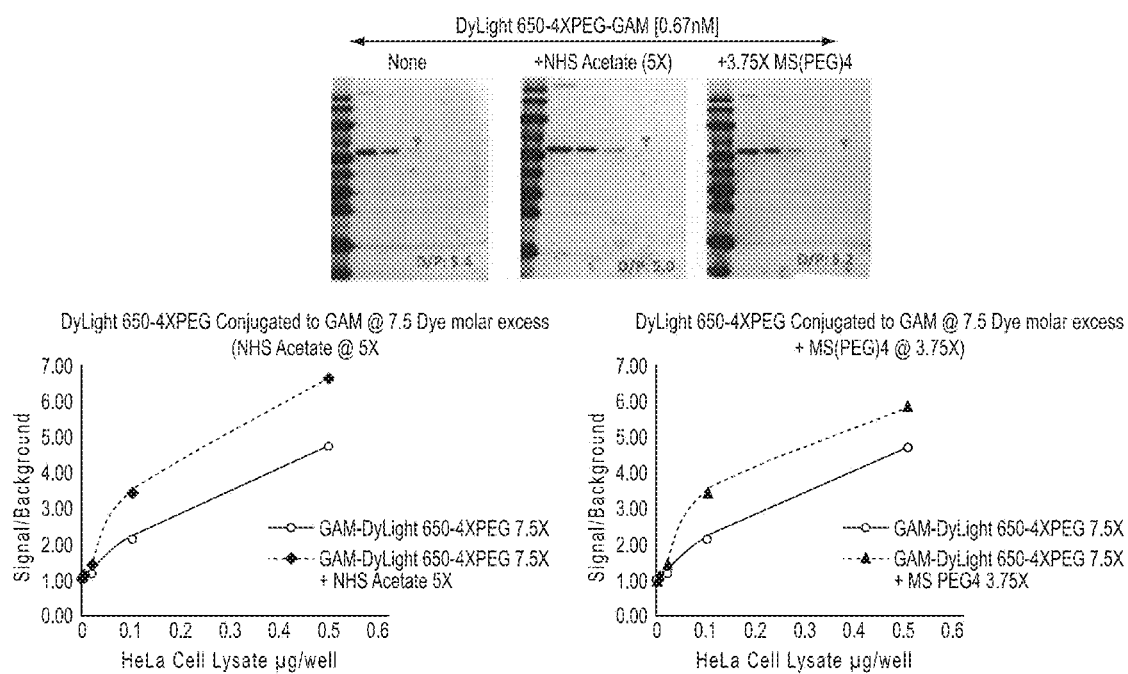 DyLight 650-4XPEG-GAM [0.67nM]
None
+NHS Acetate (5X)
+3.75X MS(PEG)4
DyLight 650-4XPEG Conjugated to GAM @ 7.5 Dye molar excess
(NHS Acetate @ 5X
7.00
6.00
5.00
4.00
3.00
2.00
1.00
0.00
0
0.1
0.2
0.3
0.4
0.5
0.6
Signal/Background
HeLa Cell Lysate µg/well
GAM-DyLight 650-4XPEG 7.5X
GAM-DyLight 650-4XPEG 7.5X
+ NHS Acetate 5X
DyLight 650-4XPEG Conjugated to GAM @ 7.5 Dye molar excess
+ MS(PEG)4 @ 3.75X)
7.00
6.00
5.00
4.00
3.00
2.00
1.00
0.00
0
0.1
0.2
0.3
0.4
0.5
0.6
Signal/Background
HeLa Cell Lysate µg/well
GAM-DyLight 650-4XPEG 7.5X
GAM-DyLight 650-4XPEG 7.5X
+ MS PEG4 3.75X